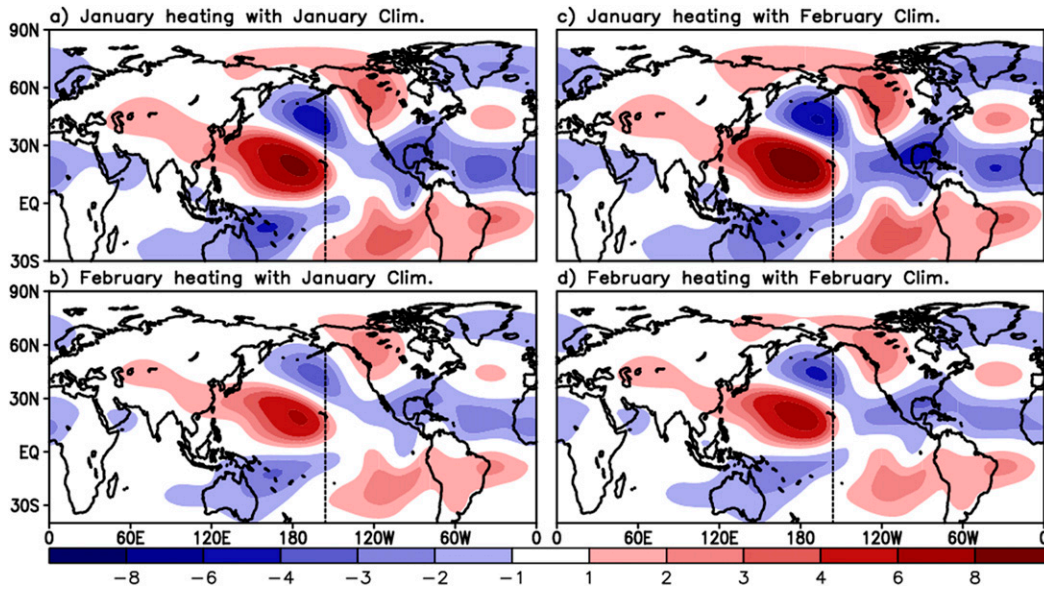 a) January heating with January Clim.
c) January heating with February Clim.
90N
60N
30N
EQ
30S
b) February heating with January Clim.
d) February heating with February Clim.
90N
60N
30N
EQ
30S
0 60E 120E 180 120W 60W 0
0 60E 120E 180 120W 60W 0
-8 -6 -4 -3 -2 -1 1 2 3 4 6 8